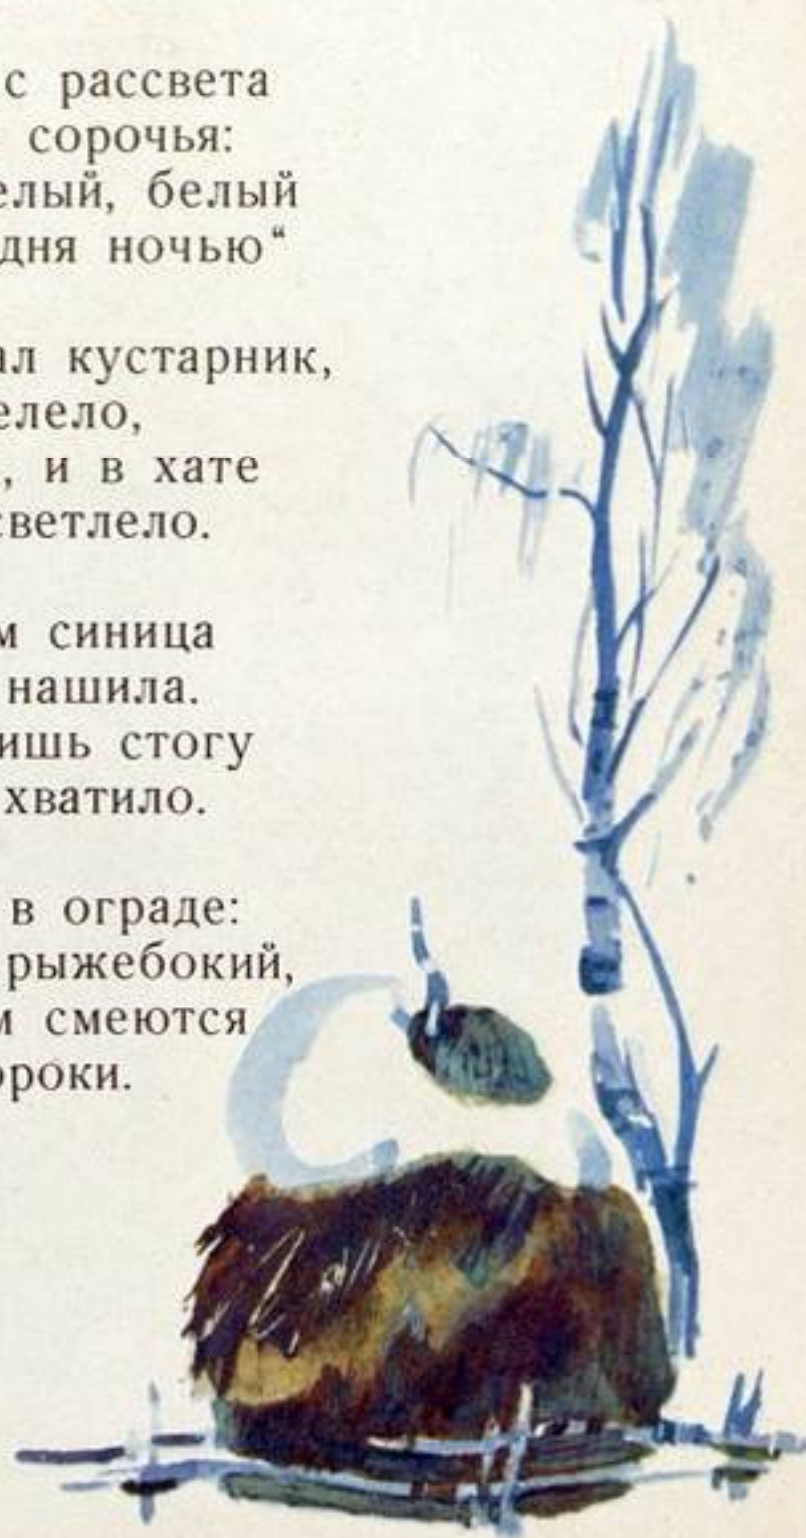 с рассвета
сорочья:
елый, белый
дня ночью“
ал кустарник,
елело,
, и в хате
светлело.
м синица
нашила.
ишь стогу
хватило.
в ограде:
рыжебокий,
м смеются
ороки.